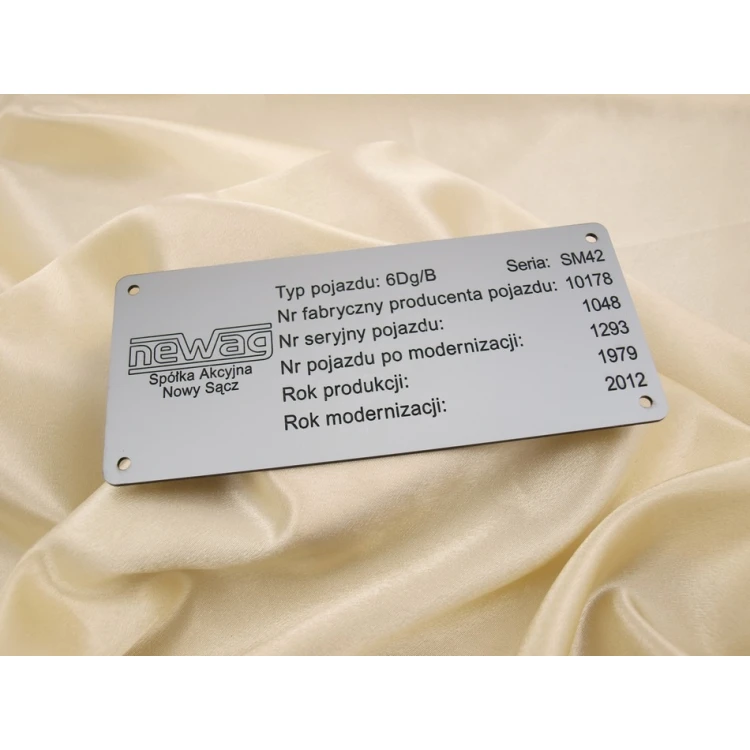 newag
Spółka Akcyjna
Nowy Sącz
Typ pojazdu: 6Dg/B Seria: SM42
Nr fabryczny producenta pojazdu: 10178
Nr seryjny pojazdu: 1048
Nr pojazdu po modernizacji: 1293
Rok produkcji: 1979
Rok modernizacji: 2012